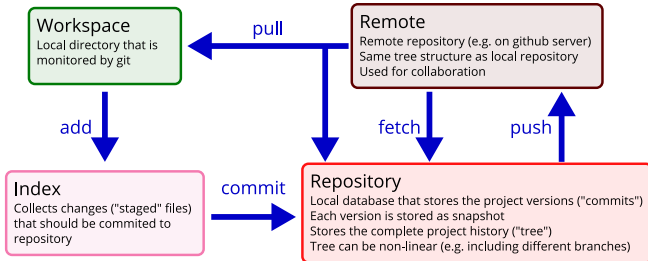 Workspace
Local directory that is
monitored by git
pull
Remote
Remote repository (e.g. on github server)
Same tree structure as local repository
Used for collaboration
add
fetch
push
Index
Collects changes ("staged" files)
that should be commited to
repository
commit
Repository
Local database that stores the project versions ("commits")
Each version is stored as snapshot
Stores the complete project history ("tree")
Tree can be non-linear (e.g. including different branches)